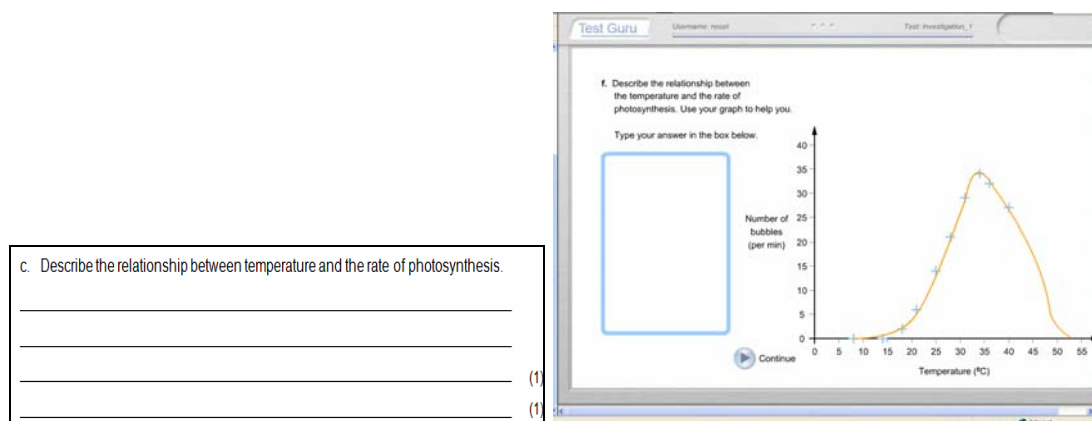 c. Describe the relationship between temperature and the rate of photosynthesis.
(1)
(1)
Test Guru
Test: investigation_1
f. Describe the relationship between
the temperature and the rate of
photosynthesis. Use your graph to help you.
Type your answer in the box below.
Number of
bubbles
(per min)
40
35
30
25
20
15
10
5
0
0 5 10 15 20 25 30 35 40 45 50 55
Temperature (°C)
Continue